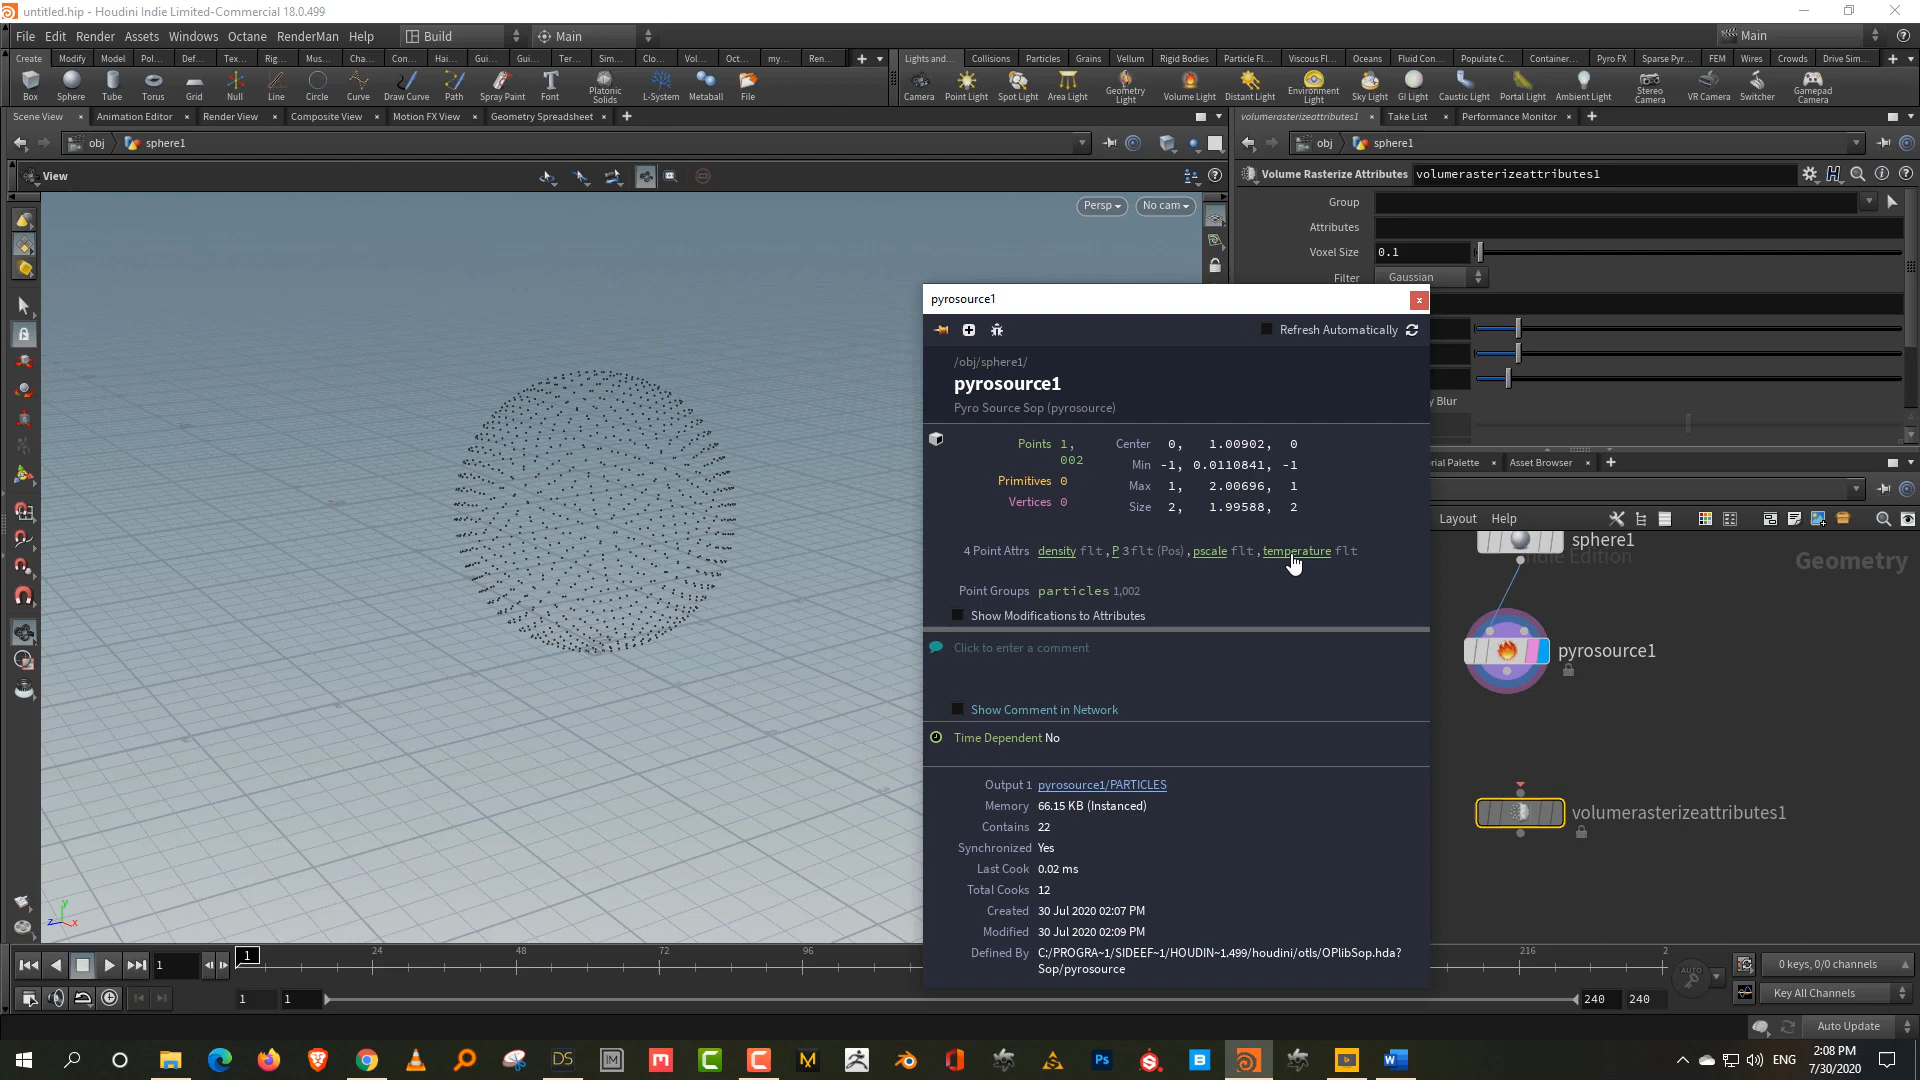 untitled.hip - Houdini Indie Limited-Commercial 18.0.499
File Edit Render Assets Windows Octane RenderMan Help Build Main Main
Create Modify Model Pol... Def... Tex... Rig... Mus... Cha... Con... Hai... Gui... Gui... Ter... Sim... Clo... Vol... Oct... my... Ren... Lights and... Collisions Particles Grains Vellum Rigid Bodies Particle Fl... Viscous Fl... Oceans Fluid Con... Populate C... Container... Pyro FX Sparse Pyr... FEM Wires Crowds Drive Sim...
Box Sphere Tube Torus Grid Null Line Circle Curve Draw Curve Path Spray Paint Font Platonic Solids L-System Metaball File Camera Point Light Spot Light Area Light Geometry Light Volume Light Distant Light Environment Light Sky Light GI Light Caustic Light Portal Light Ambient Light Stereo Camera VR Camera Switcher Gamepad Camera
Scene View Animation Editor Render View Composite View Motion FX View Geometry Spreadsheet volumerasterizeattributes1 Take List Performance Monitor
obj sphere1 obj sphere1
View Volume Rasterize Attributes volumerasterizeattributes1
Persp No cam Group
Attributes
Voxel Size 0.1
Filter Gaussian
y Blur
pyrosource1
Refresh Automatically
/obj/sphere1/
pyrosource1
Pyro Source Sop (pyrosource)
Points 1,002 Center 0, 1.00902, 0
Primitives 0 Min -1, 0.0110841, -1
Vertices 0 Max 1, 2.00696, 1
Size 2, 1.99588, 2
4 Point Attrs density flt, P 3flt (Pos), pscale flt, temperature flt
Point Groups particles 1,002
Show Modifications to Attributes
Click to enter a comment
Show Comment in Network
Time Dependent No
Output 1 pyrosource1/PARTICLES
Memory 66.15 KB (Instanced)
Contains 22
Synchronized Yes
Last Cook 0.02 ms
Total Cooks 12
Created 30 Jul 2020 02:07 PM
Modified 30 Jul 2020 02:09 PM
Defined By C:/PROGRA~1/SIDEEF~1/HOUDIN~1.499/houdini/otls/OPlibSop.hda?
Sop/pyrosource
rial Palette Asset Browser
Layout Help
sphere1
Indie Edition Geometry
pyrosource1
volumerasterizeattributes1
y z x
1 1 24 48 72 96 216 2
AUTO 0 keys, 0/0 channels
1 1 240 240 Key All Channels
Auto Update
ENG 2:08 PM
7/30/2020